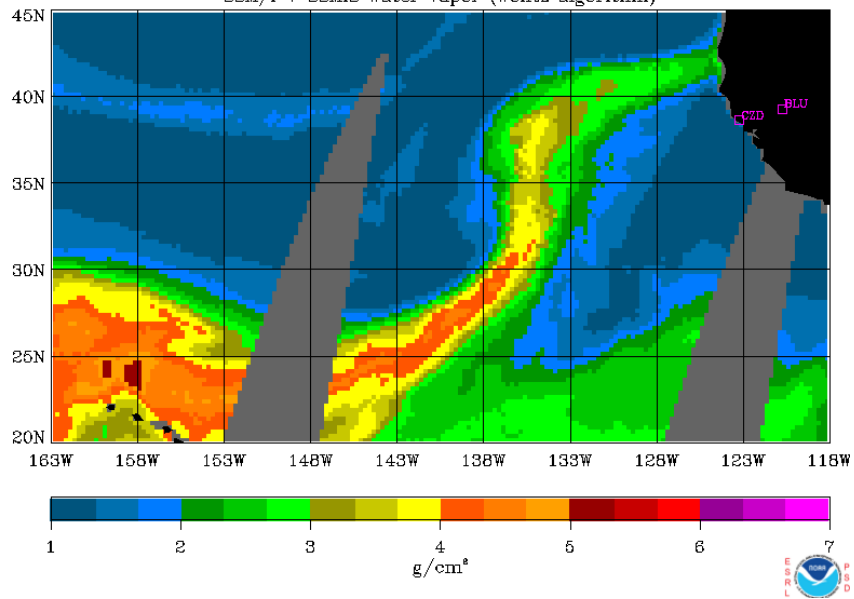 SSM/I + SSMIS Water Vapor (Wentz algorithm)
45N
40N
35N
30N
25N
20N
CZD
BLU
163W 158W 153W 148W 143W 138W 133W 128W 123W 118W
1 2 3 4 5 6 7
g/cm²
ESRL
NOAA
PSD